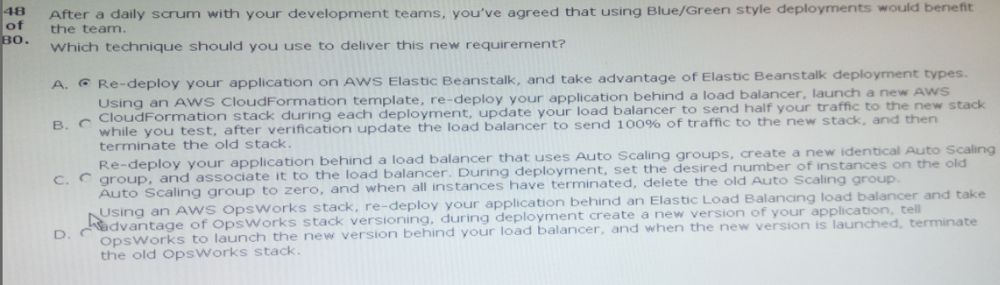 48 After a daily scrum with your development teams, you've agreed that using Blue/Green style deployments would benefit
of the team.
80. Which technique should you use to deliver this new requirement?
A. Re-deploy your application on AWS Elastic Beanstalk, and take advantage of Elastic Beanstalk deployment types.
Using an AWS CloudFormation template, re-deploy your application behind a load balancer, launch a new AWS
B. CloudFormation stack during each deployment, update your load balancer to send half your traffic to the new stack
while you test, after verification update the load balancer to send 100% of traffic to the new stack, and then
terminate the old stack.
Re-deploy your application behind a load balancer that uses Auto Scaling groups, create a new identical Auto Scaling
C. group, and associate it to the load balancer. During deployment, set the desired number of instances on the old
Auto Scaling group to zero, and when all instances have terminated, delete the old Auto Scaling group.
Using an AWS OpsWorks stack, re-deploy your application behind an Elastic Load Balancing load balancer and take
advantage of OpsWorks stack versioning, during deployment create a new version of your application, tell
D. OpsWorks to launch the new version behind your load balancer, and when the new version is launched, terminate
the old OpsWorks stack.